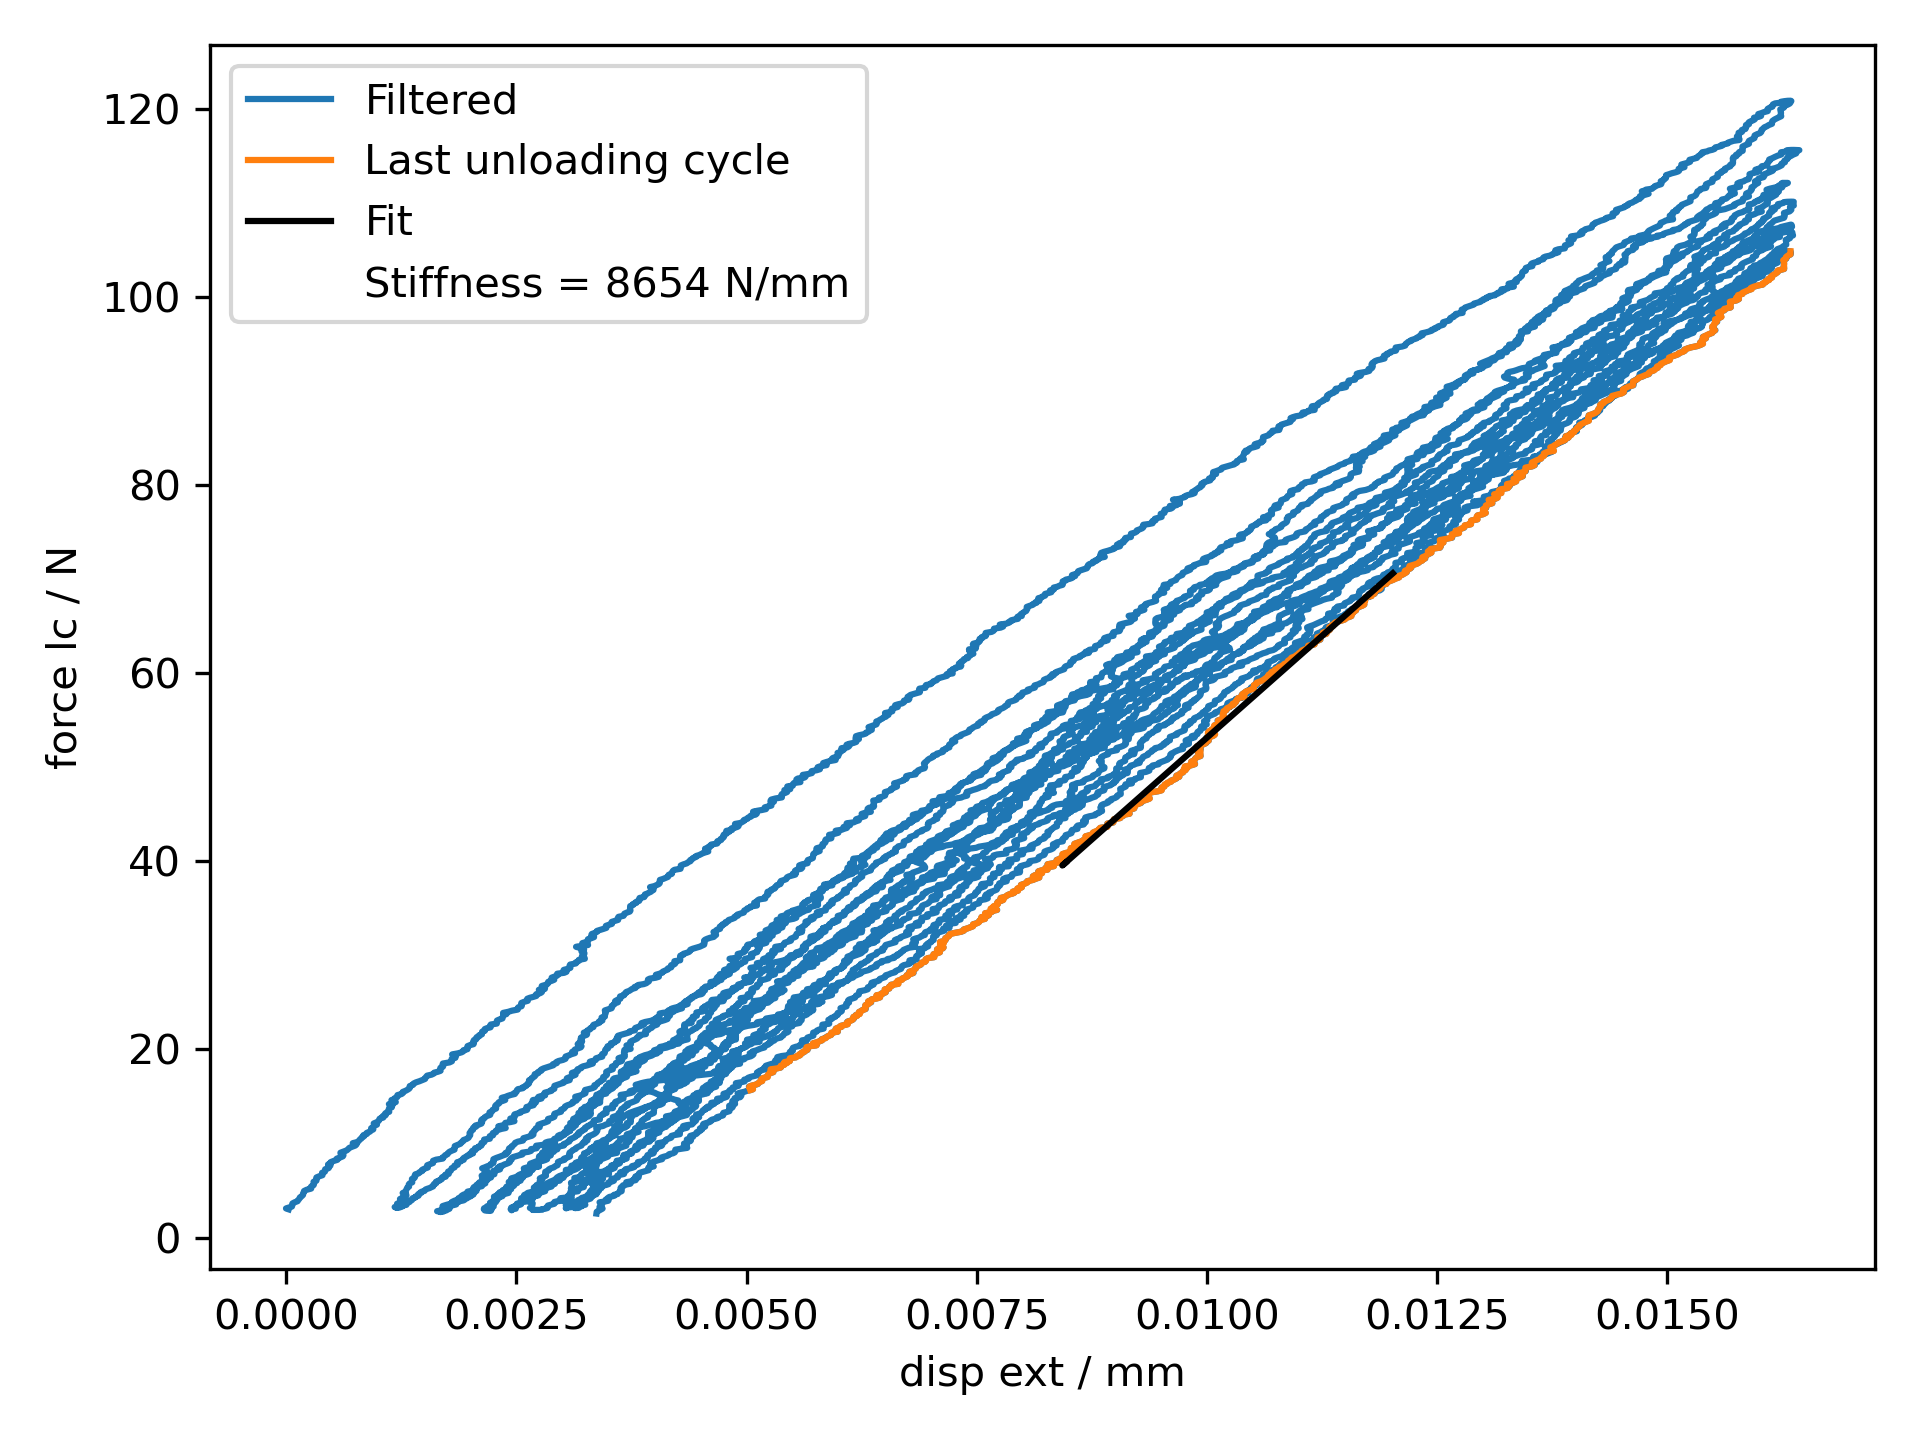 Filtered
Last unloading cycle
Fit
Stiffness = 8654 N/mm
120
100
80
60
40
20
0
force lc / N
0.0000 0.0025 0.0050 0.0075 0.0100 0.0125 0.0150
disp ext / mm